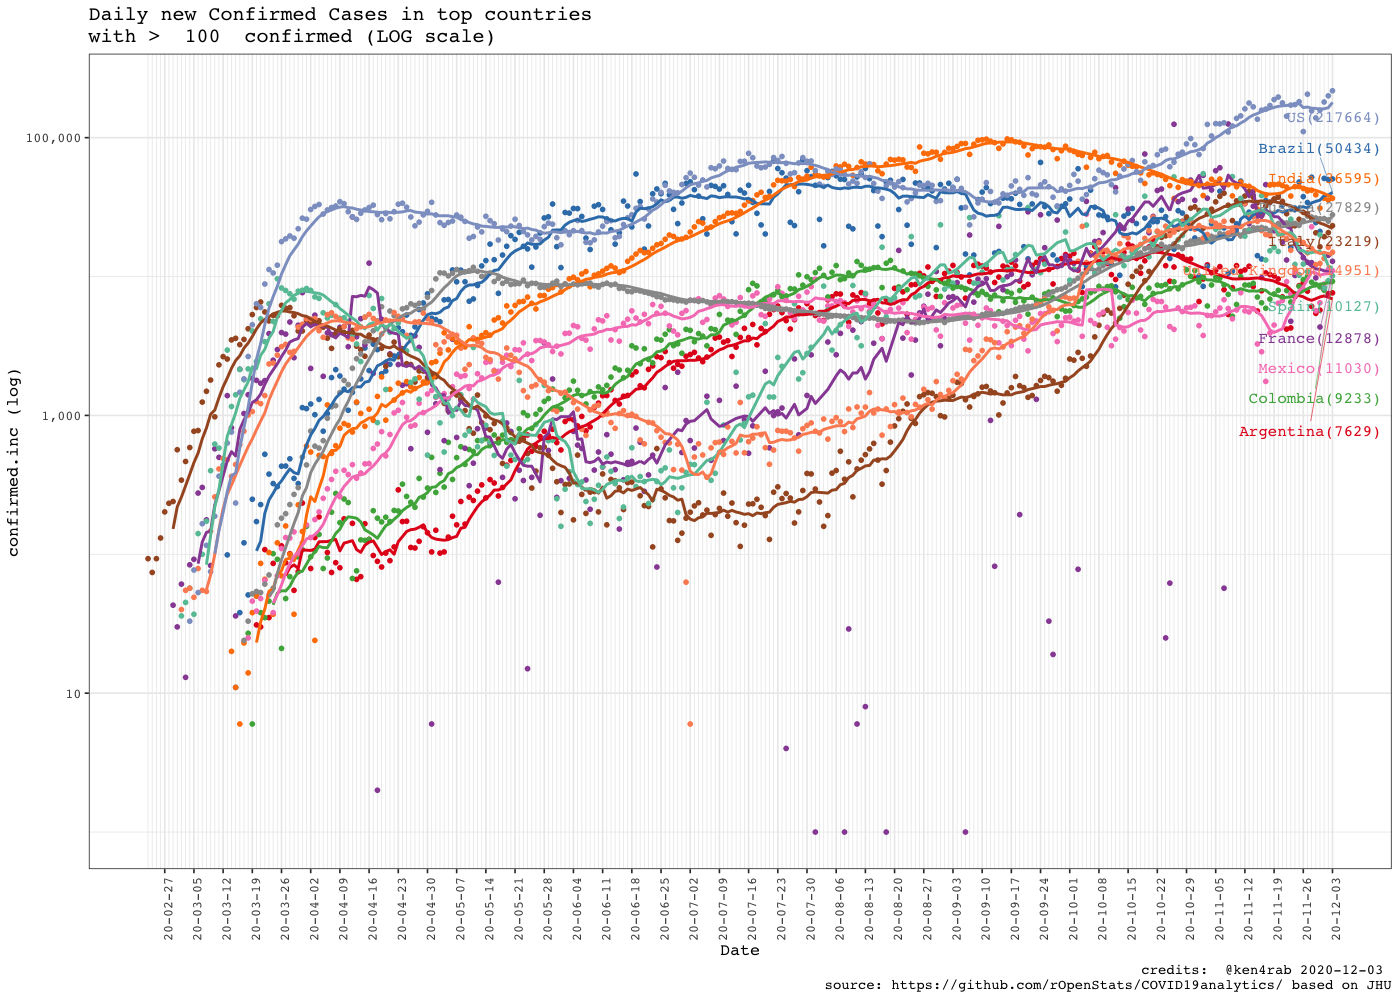 Daily new Confirmed Cases in top countries
with >  100  confirmed (LOG scale)
confirmed.inc (log)
100,000
1,000
10
US(217664)
Brazil(50434)
India(36595)
27829)
Italy(23219)
United Kingdom(14951)
Spain(10127)
France(12878)
Mexico(11030)
Colombia(9233)
Argentina(7629)
20-02-27
20-03-05
20-03-12
20-03-19
20-03-26
20-04-02
20-04-09
20-04-16
20-04-23
20-04-30
20-05-07
20-05-14
20-05-21
20-05-28
20-06-04
20-06-11
20-06-18
20-06-25
20-07-02
20-07-09
20-07-16
20-07-23
20-07-30
20-08-06
20-08-13
20-08-20
20-08-27
20-09-03
20-09-10
20-09-17
20-09-24
20-10-01
20-10-08
20-10-15
20-10-22
20-10-29
20-11-05
20-11-12
20-11-19
20-11-26
20-12-03
Date
credits:  @ken4rab 2020-12-03
source: https://github.com/rOpenStats/COVID19analytics/ based on JHU